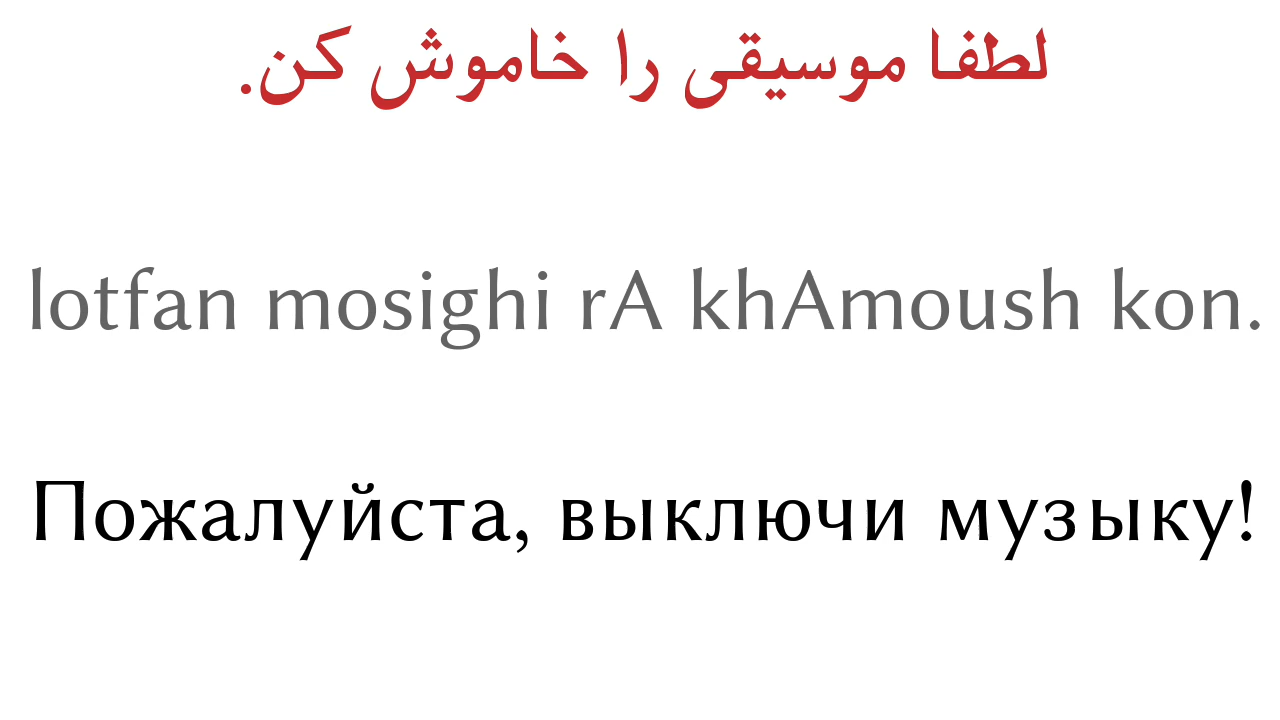 لطفا موسیقی را خاموش کن.
lotfan mosighi rA khAmoush kon.
Пожалуйста, выключи музыку!